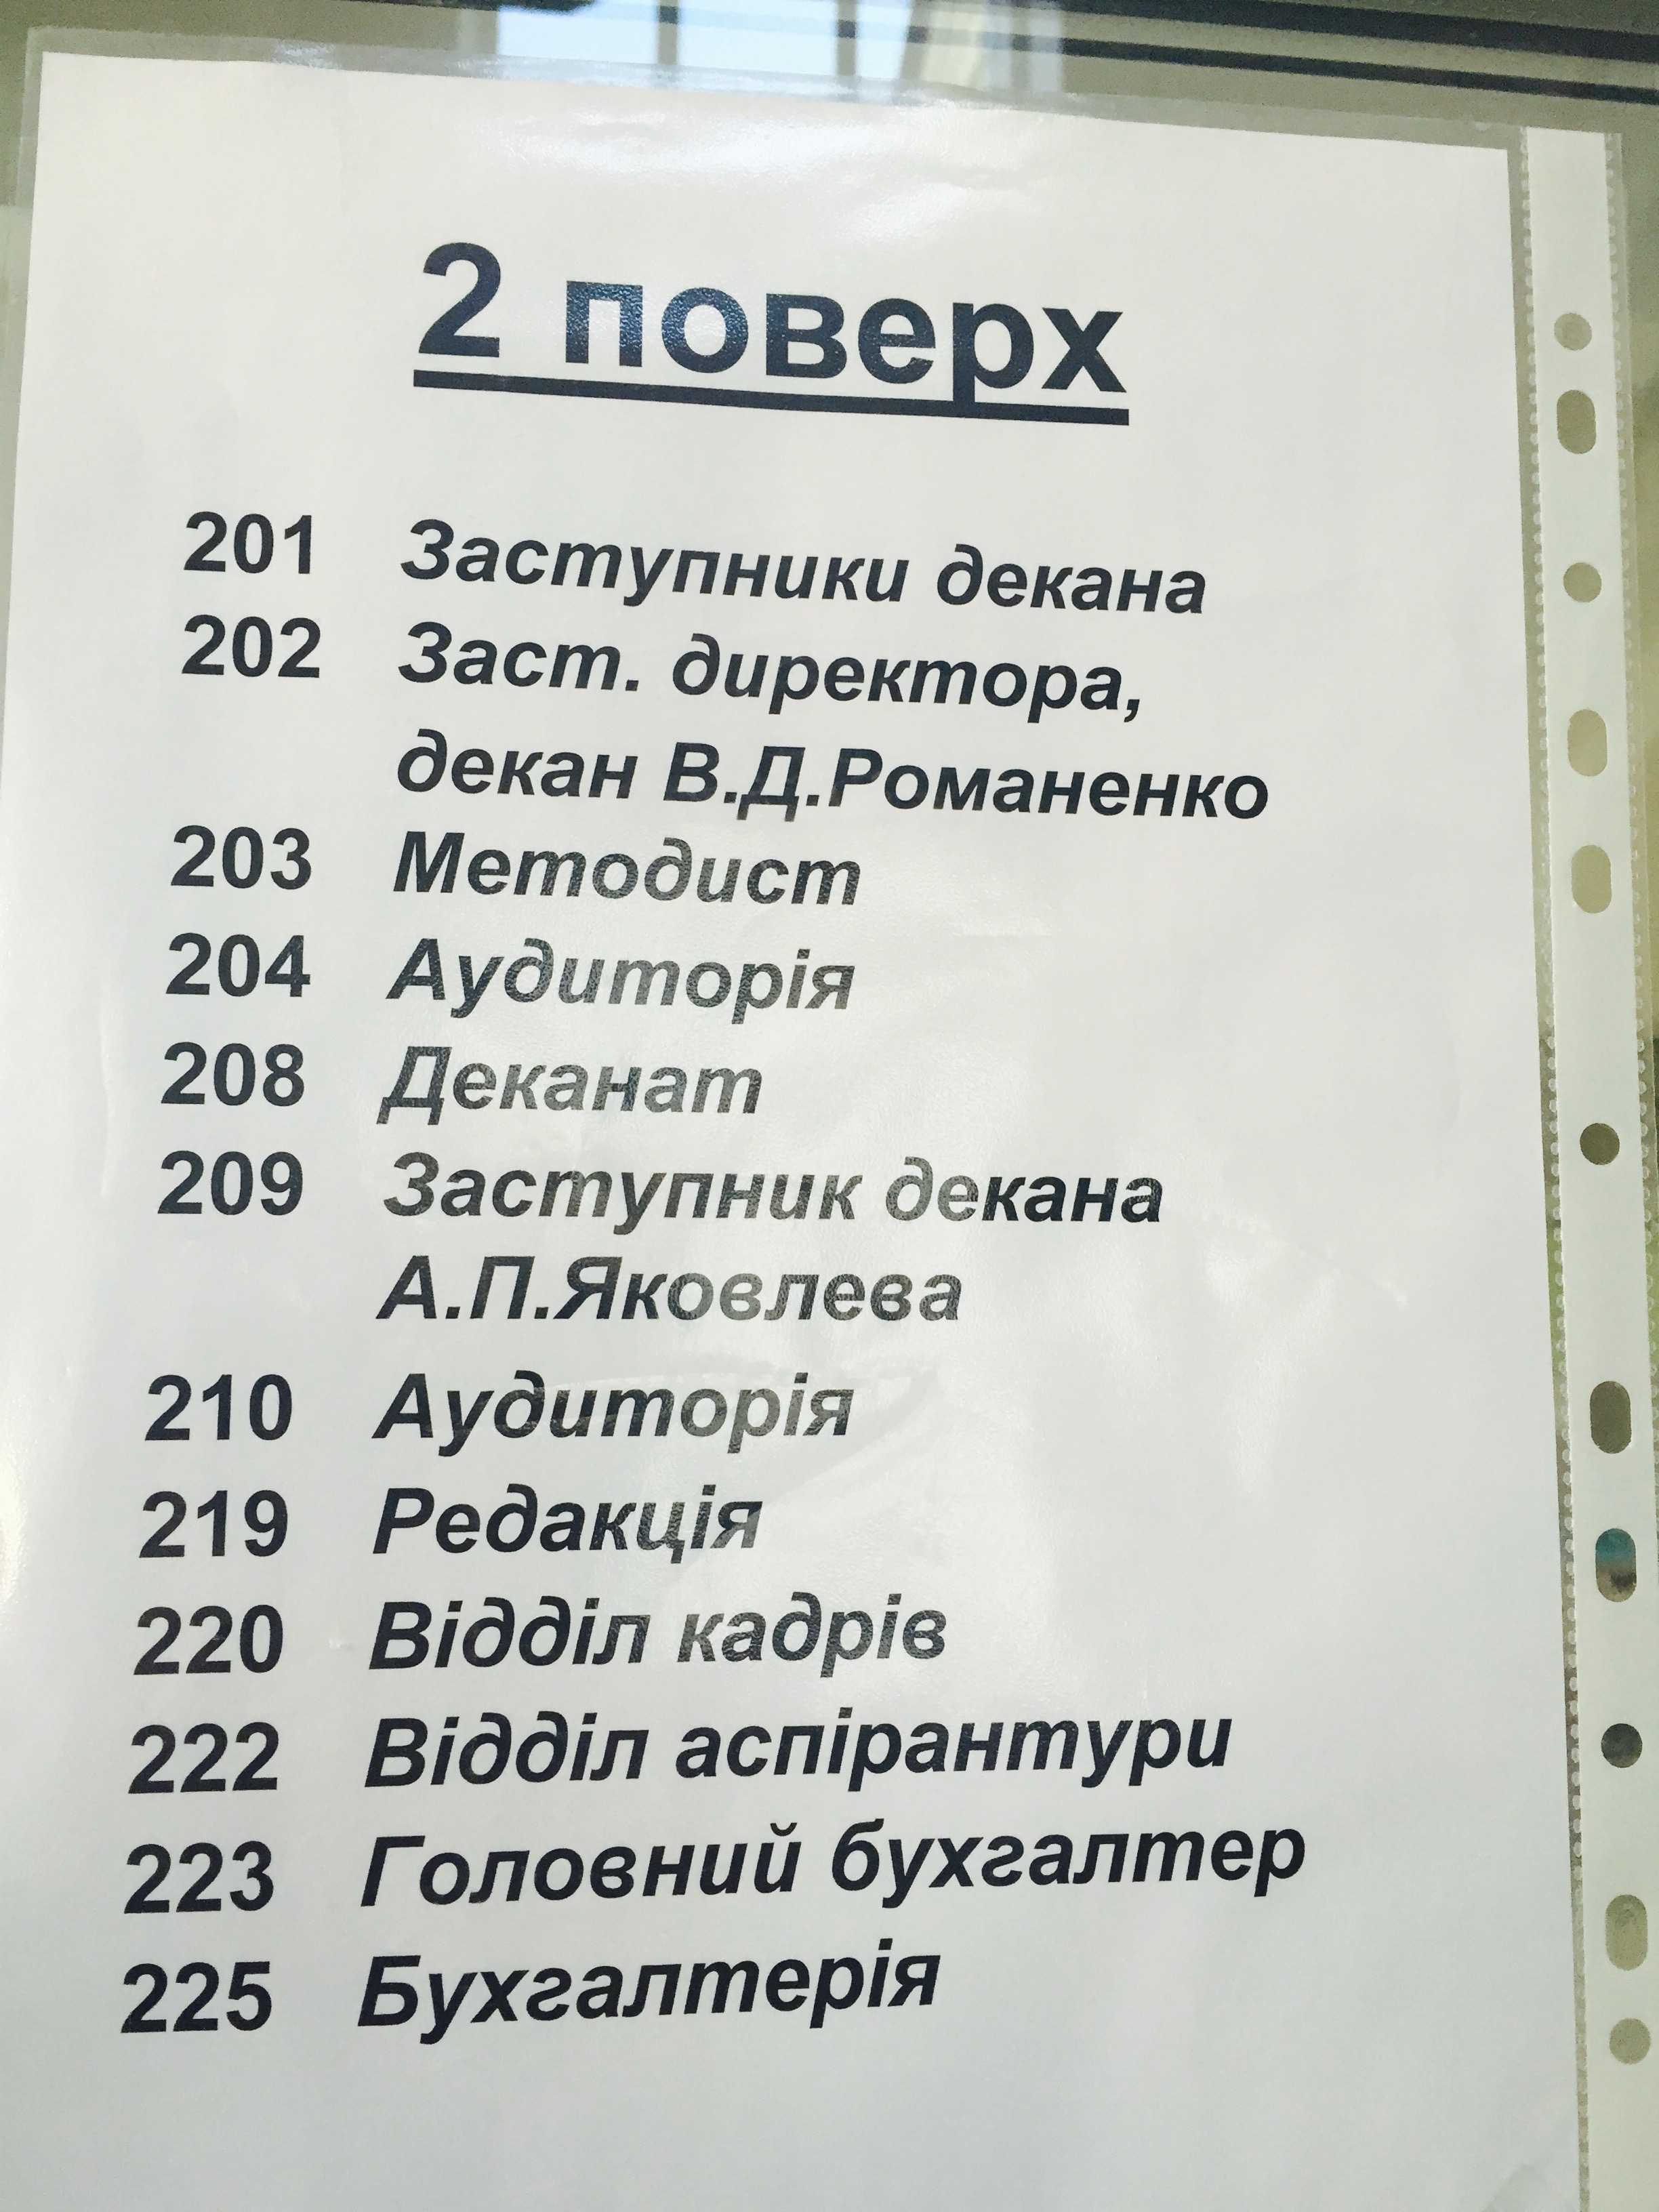 2 поверх
201 Заступники декана
202 Заст. директора,
декан В.Д.Романенко
203 Методист
204 Аудиторія
208 Деканат
209 Заступник декана
А.П.Яковлева
210 Аудиторія
219 Редакція
220 Відділ кадрів
222 Відділ аспірантури
223 Головний бухгалтер
225 Бухгалтерія